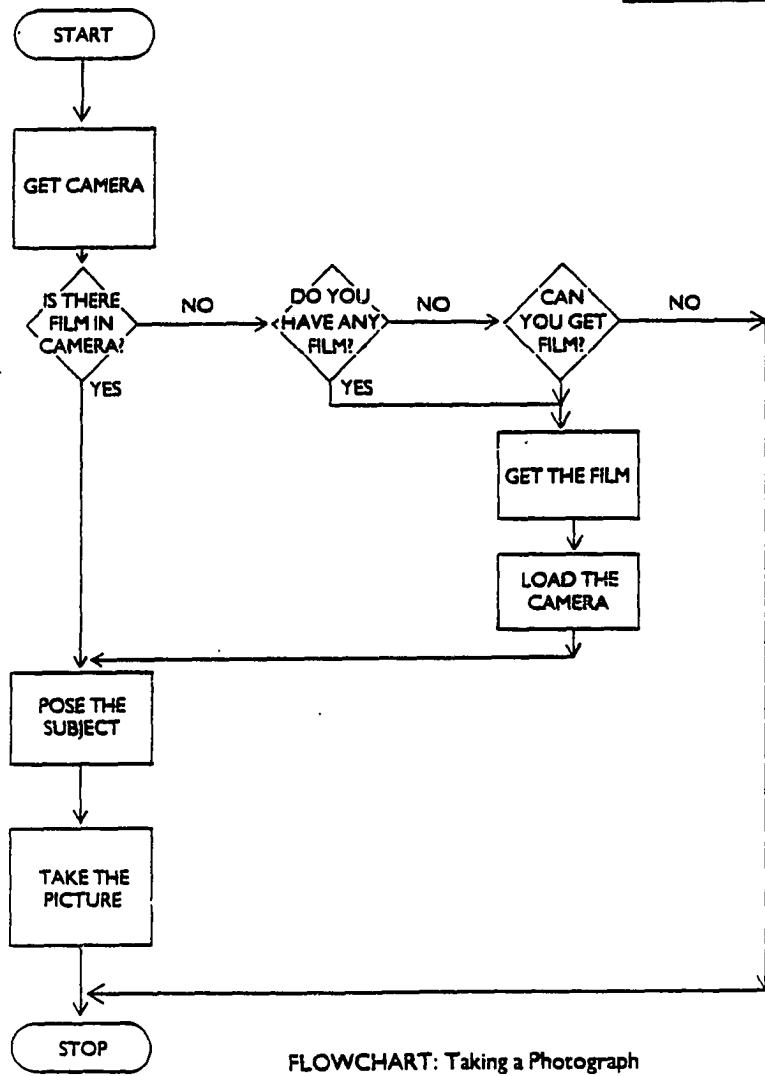 START
GET CAMERA
IS THERE
FILM IN
CAMERA?
NO
DO YOU
HAVE ANY
FILM?
NO
CAN
YOU GET
FILM?
NO
YES
YES
GET THE FILM
LOAD THE
CAMERA
POSE THE
SUBJECT
TAKE THE
PICTURE
STOP
FLOWCHART: Taking a Photograph